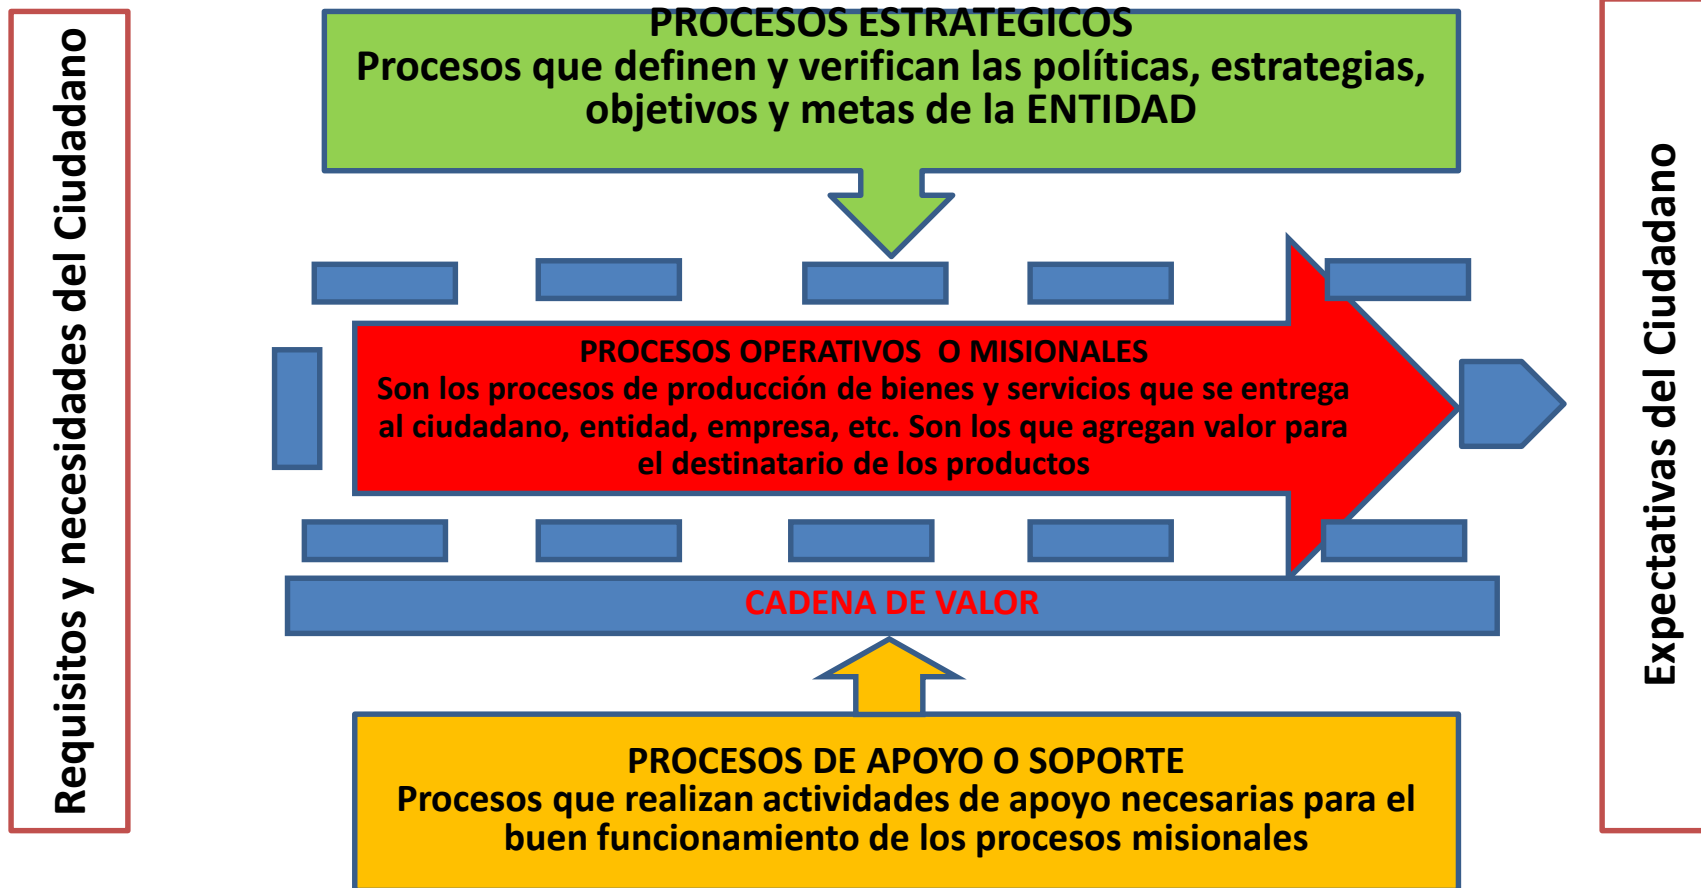 Requisitos y necesidades del Ciudadano
PROCESOS ESTRATEGICOS
Procesos que definen y verifican las políticas, estrategias,
objetivos y metas de la ENTIDAD
PROCESOS OPERATIVOS  O MISIONALES
Son los procesos de producción de bienes y servicios que se entrega
al ciudadano, entidad, empresa, etc. Son los que agregan valor para
el destinatario de los productos
CADENA DE VALOR
PROCESOS DE APOYO O SOPORTE
Procesos que realizan actividades de apoyo necesarias para el
buen funcionamiento de los procesos misionales
Expectativas del Ciudadano